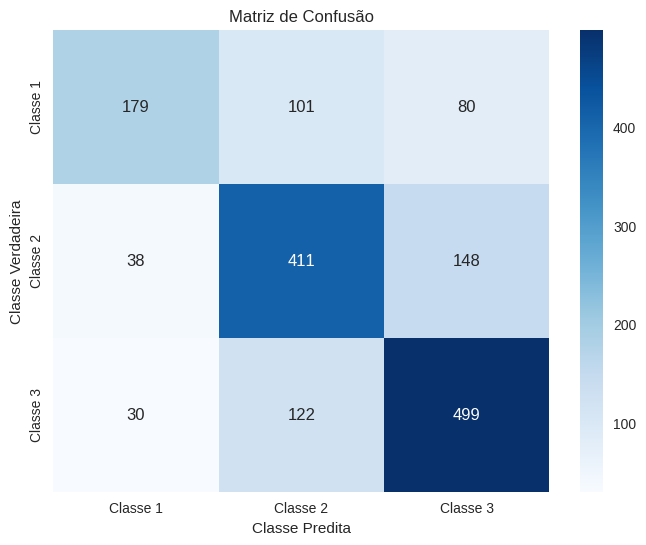 Matriz de Confusão
Classe Verdadeira
Classe 1
179 101 80
Classe 2
38 411 148
Classe 3
30 122 499
Classe 1 Classe 2 Classe 3
Classe Predita
400
300
200
100